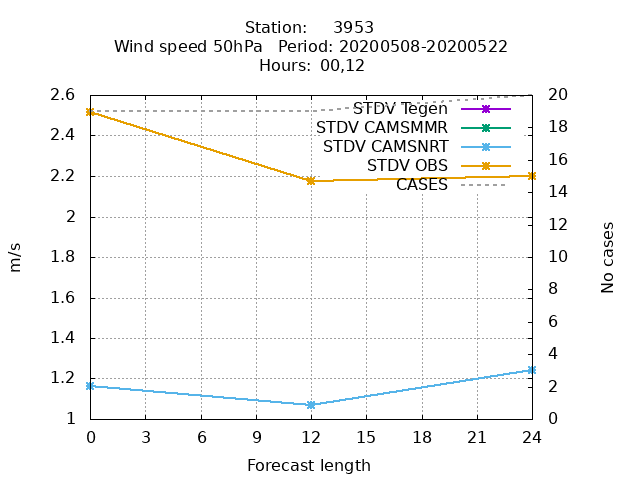 Station: 3953
Wind speed 50hPa Period: 20200508-20200522
Hours: 00,12
STDV Tegen
STDV CAMSMMR
STDV CAMSNRT
STDV OBS
CASES
2.6
2.4
2.2
2
1.8
1.6
1.4
1.2
1
20
18
16
14
12
10
8
6
4
2
0
m/s
No cases
0 3 6 9 12 15 18 21 24
Forecast length